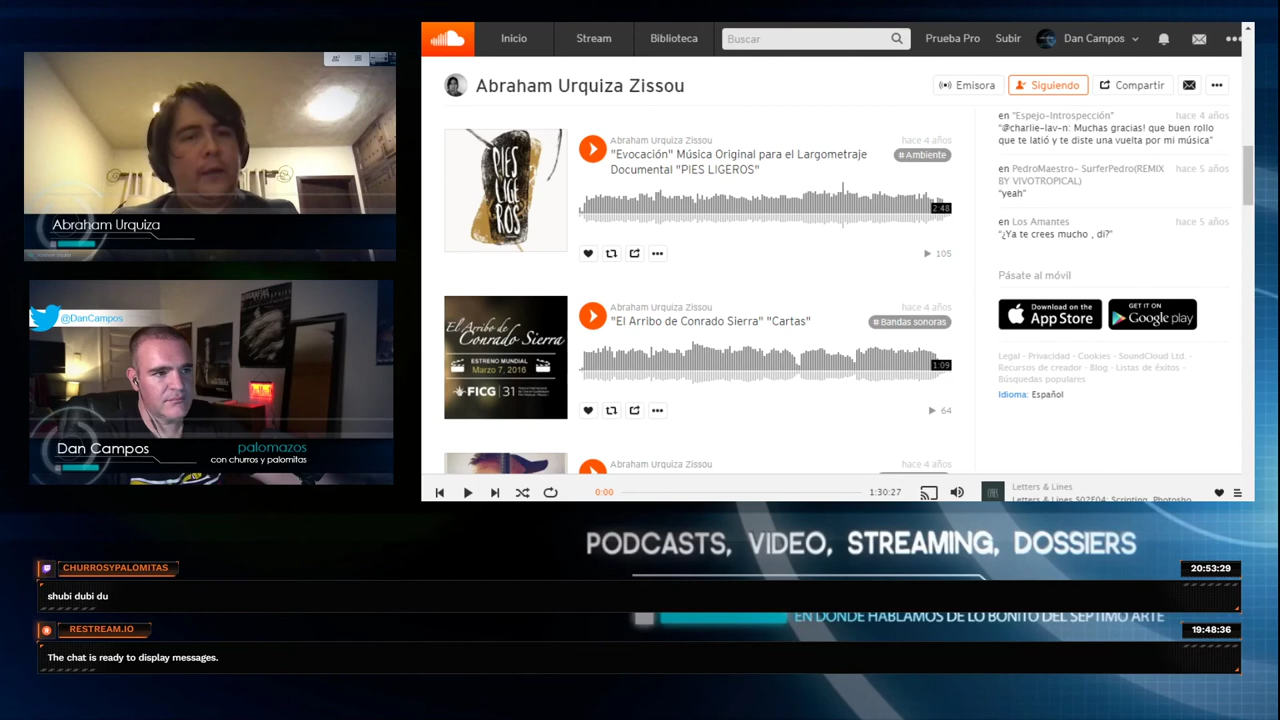 Abraham Urquiza
@DanCampos
Dan Campos
palomazos
con churros y palomitas
Inicio
Stream
Biblioteca
Buscar
Prueba Pro
Subir
Dan Campos
Abraham Urquiza Zissou
Emisora
Siguiendo
Compartir
Abraham Urquiza Zissou
hace 4 años
"Evocación" Música Original para el Largometraje
Documental "PIES LIGEROS"
# Ambiente
PIES
LIGE
ROS
2:48
105
Abraham Urquiza Zissou
hace 4 años
"El Arribo de Conrado Sierra" "Cartas"
# Bandas sonoras
El Arribo de
Conrado Sierra
ESTRENO MUNDIAL
Marzo 7, 2016
FICG 31
1:09
64
Abraham Urquiza Zissou
hace 4 años
en "Espejo-Introspección"
hace 4 años
"@charlie-lav-n: Muchas gracias! que buen rollo
que te latió y te diste una vuelta por mi música"
en PedroMaestro- SurferPedro(REMIX
BY VIVOTROPICAL)
hace 5 años
"yeah"
en Los Amantes
hace 5 años
"¿Ya te crees mucho , di?"
Pásate al móvil
Download on the
App Store
GET IT ON
Google play
Legal - Privacidad - Cookies - SoundCloud Ltd. -
Recursos de creador - Blog - Listas de éxitos -
Búsquedas populares
Idioma: Español
0:00
1:30:27
Letters & Lines
Letters & Lines S02E04: Scripting, Photosho
PODCASTS, VIDEO, STREAMING, DOSSIERS
CHURROSYPALOMITAS
20:53:29
shubi dubi du
EN DONDE HABLAMOS DE LO BONITO DEL SEPTIMO ARTE
RESTREAM.IO
19:48:36
The chat is ready to display messages.